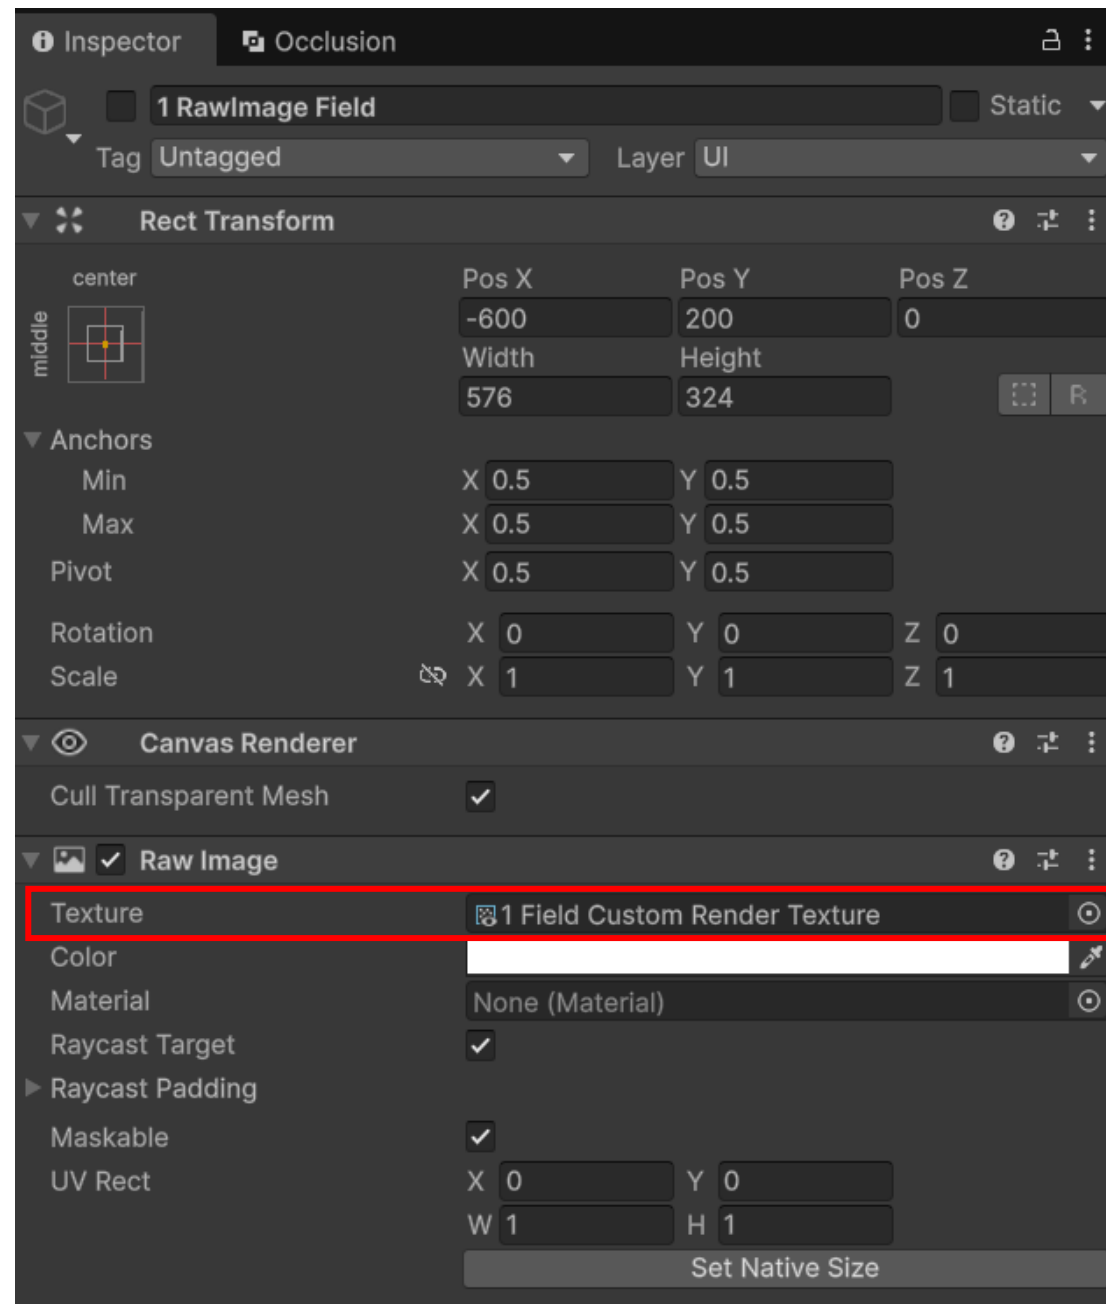 Inspector Occlusion
1 RawImage Field Static
Tag Untagged Layer UI
Rect Transform
center Pos X Pos Y Pos Z
middle -600 200 0
Width Height
576 324 R
Anchors
Min X 0.5 Y 0.5
Max X 0.5 Y 0.5
Pivot X 0.5 Y 0.5
Rotation X 0 Y 0 Z 0
Scale X 1 Y 1 Z 1
Canvas Renderer
Cull Transparent Mesh
Raw Image
Texture 1 Field Custom Render Texture
Color
Material None (Material)
Raycast Target
Raycast Padding
Maskable
UV Rect X 0 Y 0
W 1 H 1
Set Native Size